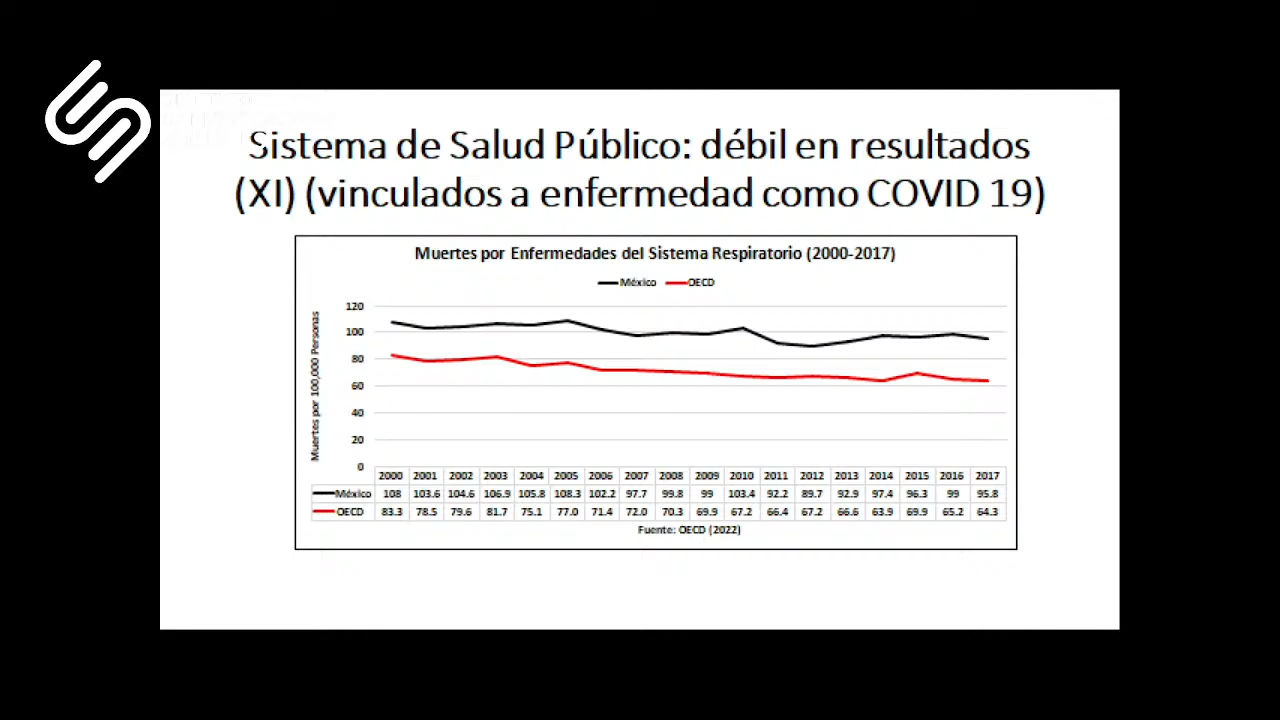 Sistema de Salud Público: débil en resultados
(XI) (vinculados a enfermedad como COVID 19)
Muertes por Enfermedades del Sistema Respiratorio (2000-2017)
México OECD
Muertes por 100,000 Personas
120
100
80
60
40
20
0
2000 2001 2002 2003 2004 2005 2006 2007 2008 2009 2010 2011 2012 2013 2014 2015 2016 2017
México 108 103.6 104.6 106.9 105.8 108.3 102.2 97.7 99.8 99 103.4 92.2 89.7 92.9 97.4 96.3 99 95.8
OECD 83.3 78.5 79.6 81.7 75.1 77.0 71.4 72.0 70.3 69.9 67.2 66.4 67.2 66.6 63.9 69.9 65.2 64.3
Fuente: OECD (2022)